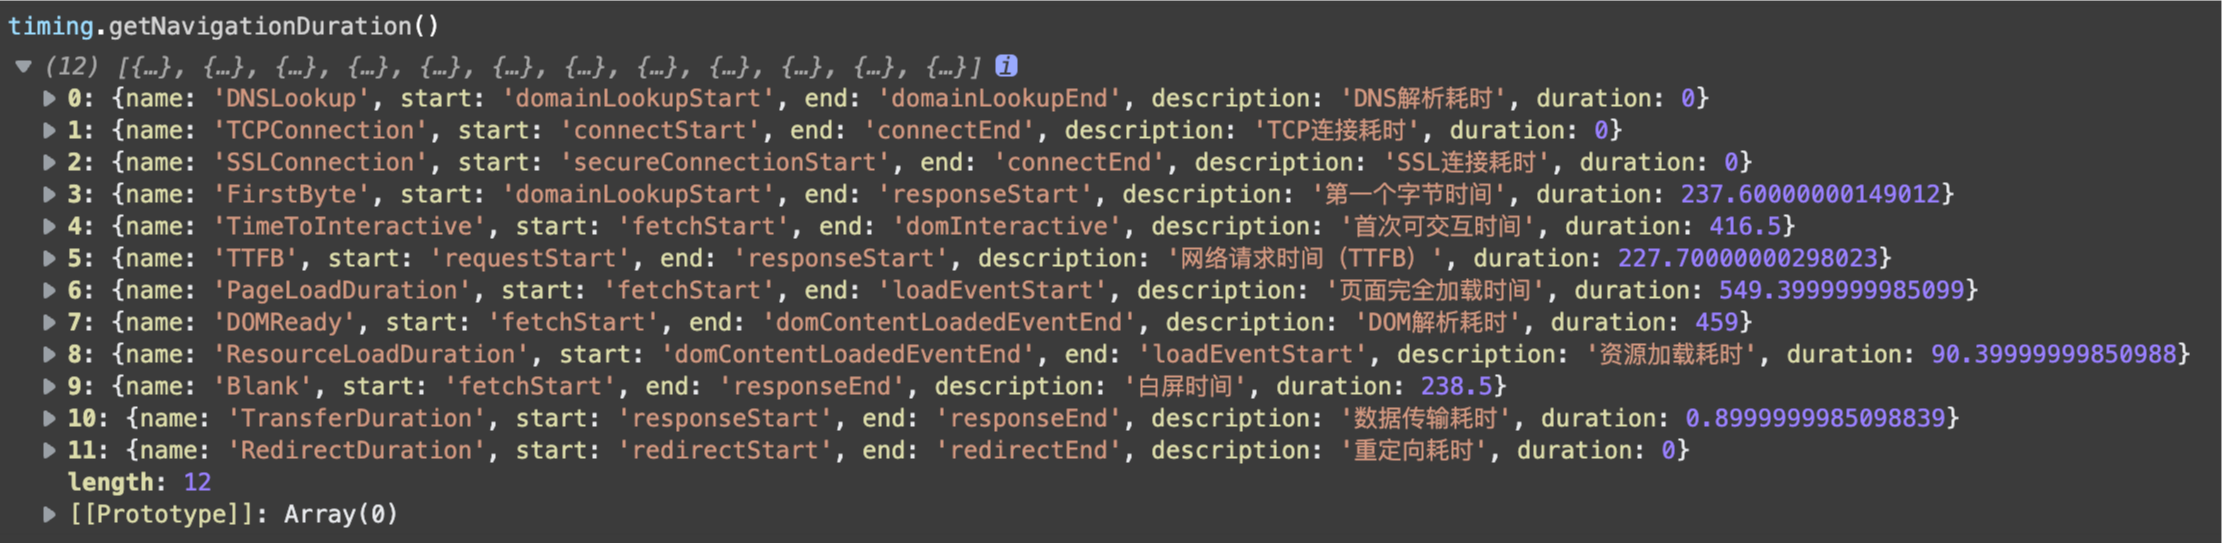 timing.getNavigationDuration()
▼ (12) [{…}, {…}, {…}, {…}, {…}, {…}, {…}, {…}, {…}, {…}, {…}, {…}] i
▶ 0: {name: 'DNSLookup', start: 'domainLookupStart', end: 'domainLookupEnd', description: 'DNS解析耗时', duration: 0}
▶ 1: {name: 'TCPConnection', start: 'connectStart', end: 'connectEnd', description: 'TCP连接耗时', duration: 0}
▶ 2: {name: 'SSLConnection', start: 'secureConnectionStart', end: 'connectEnd', description: 'SSL连接耗时', duration: 0}
▶ 3: {name: 'FirstByte', start: 'domainLookupStart', end: 'responseStart', description: '第一个字节时间', duration: 237.60000000149012}
▶ 4: {name: 'TimeToInteractive', start: 'fetchStart', end: 'domInteractive', description: '首次可交互时间', duration: 416.5}
▶ 5: {name: 'TTFB', start: 'requestStart', end: 'responseStart', description: '网络请求时间（TTFB）', duration: 227.70000000298023}
▶ 6: {name: 'PageLoadDuration', start: 'fetchStart', end: 'loadEventStart', description: '页面完全加载时间', duration: 549.3999999985099}
▶ 7: {name: 'DOMReady', start: 'fetchStart', end: 'domContentLoadedEventEnd', description: 'DOM解析耗时', duration: 459}
▶ 8: {name: 'ResourceLoadDuration', start: 'domContentLoadedEventEnd', end: 'loadEventStart', description: '资源加载耗时', duration: 90.39999999850988}
▶ 9: {name: 'Blank', start: 'fetchStart', end: 'responseEnd', description: '白屏时间', duration: 238.5}
▶ 10: {name: 'TransferDuration', start: 'responseStart', end: 'responseEnd', description: '数据传输耗时', duration: 0.8999999985098839}
▶ 11: {name: 'RedirectDuration', start: 'redirectStart', end: 'redirectEnd', description: '重定向耗时', duration: 0}
length: 12
▶ [[Prototype]]: Array(0)